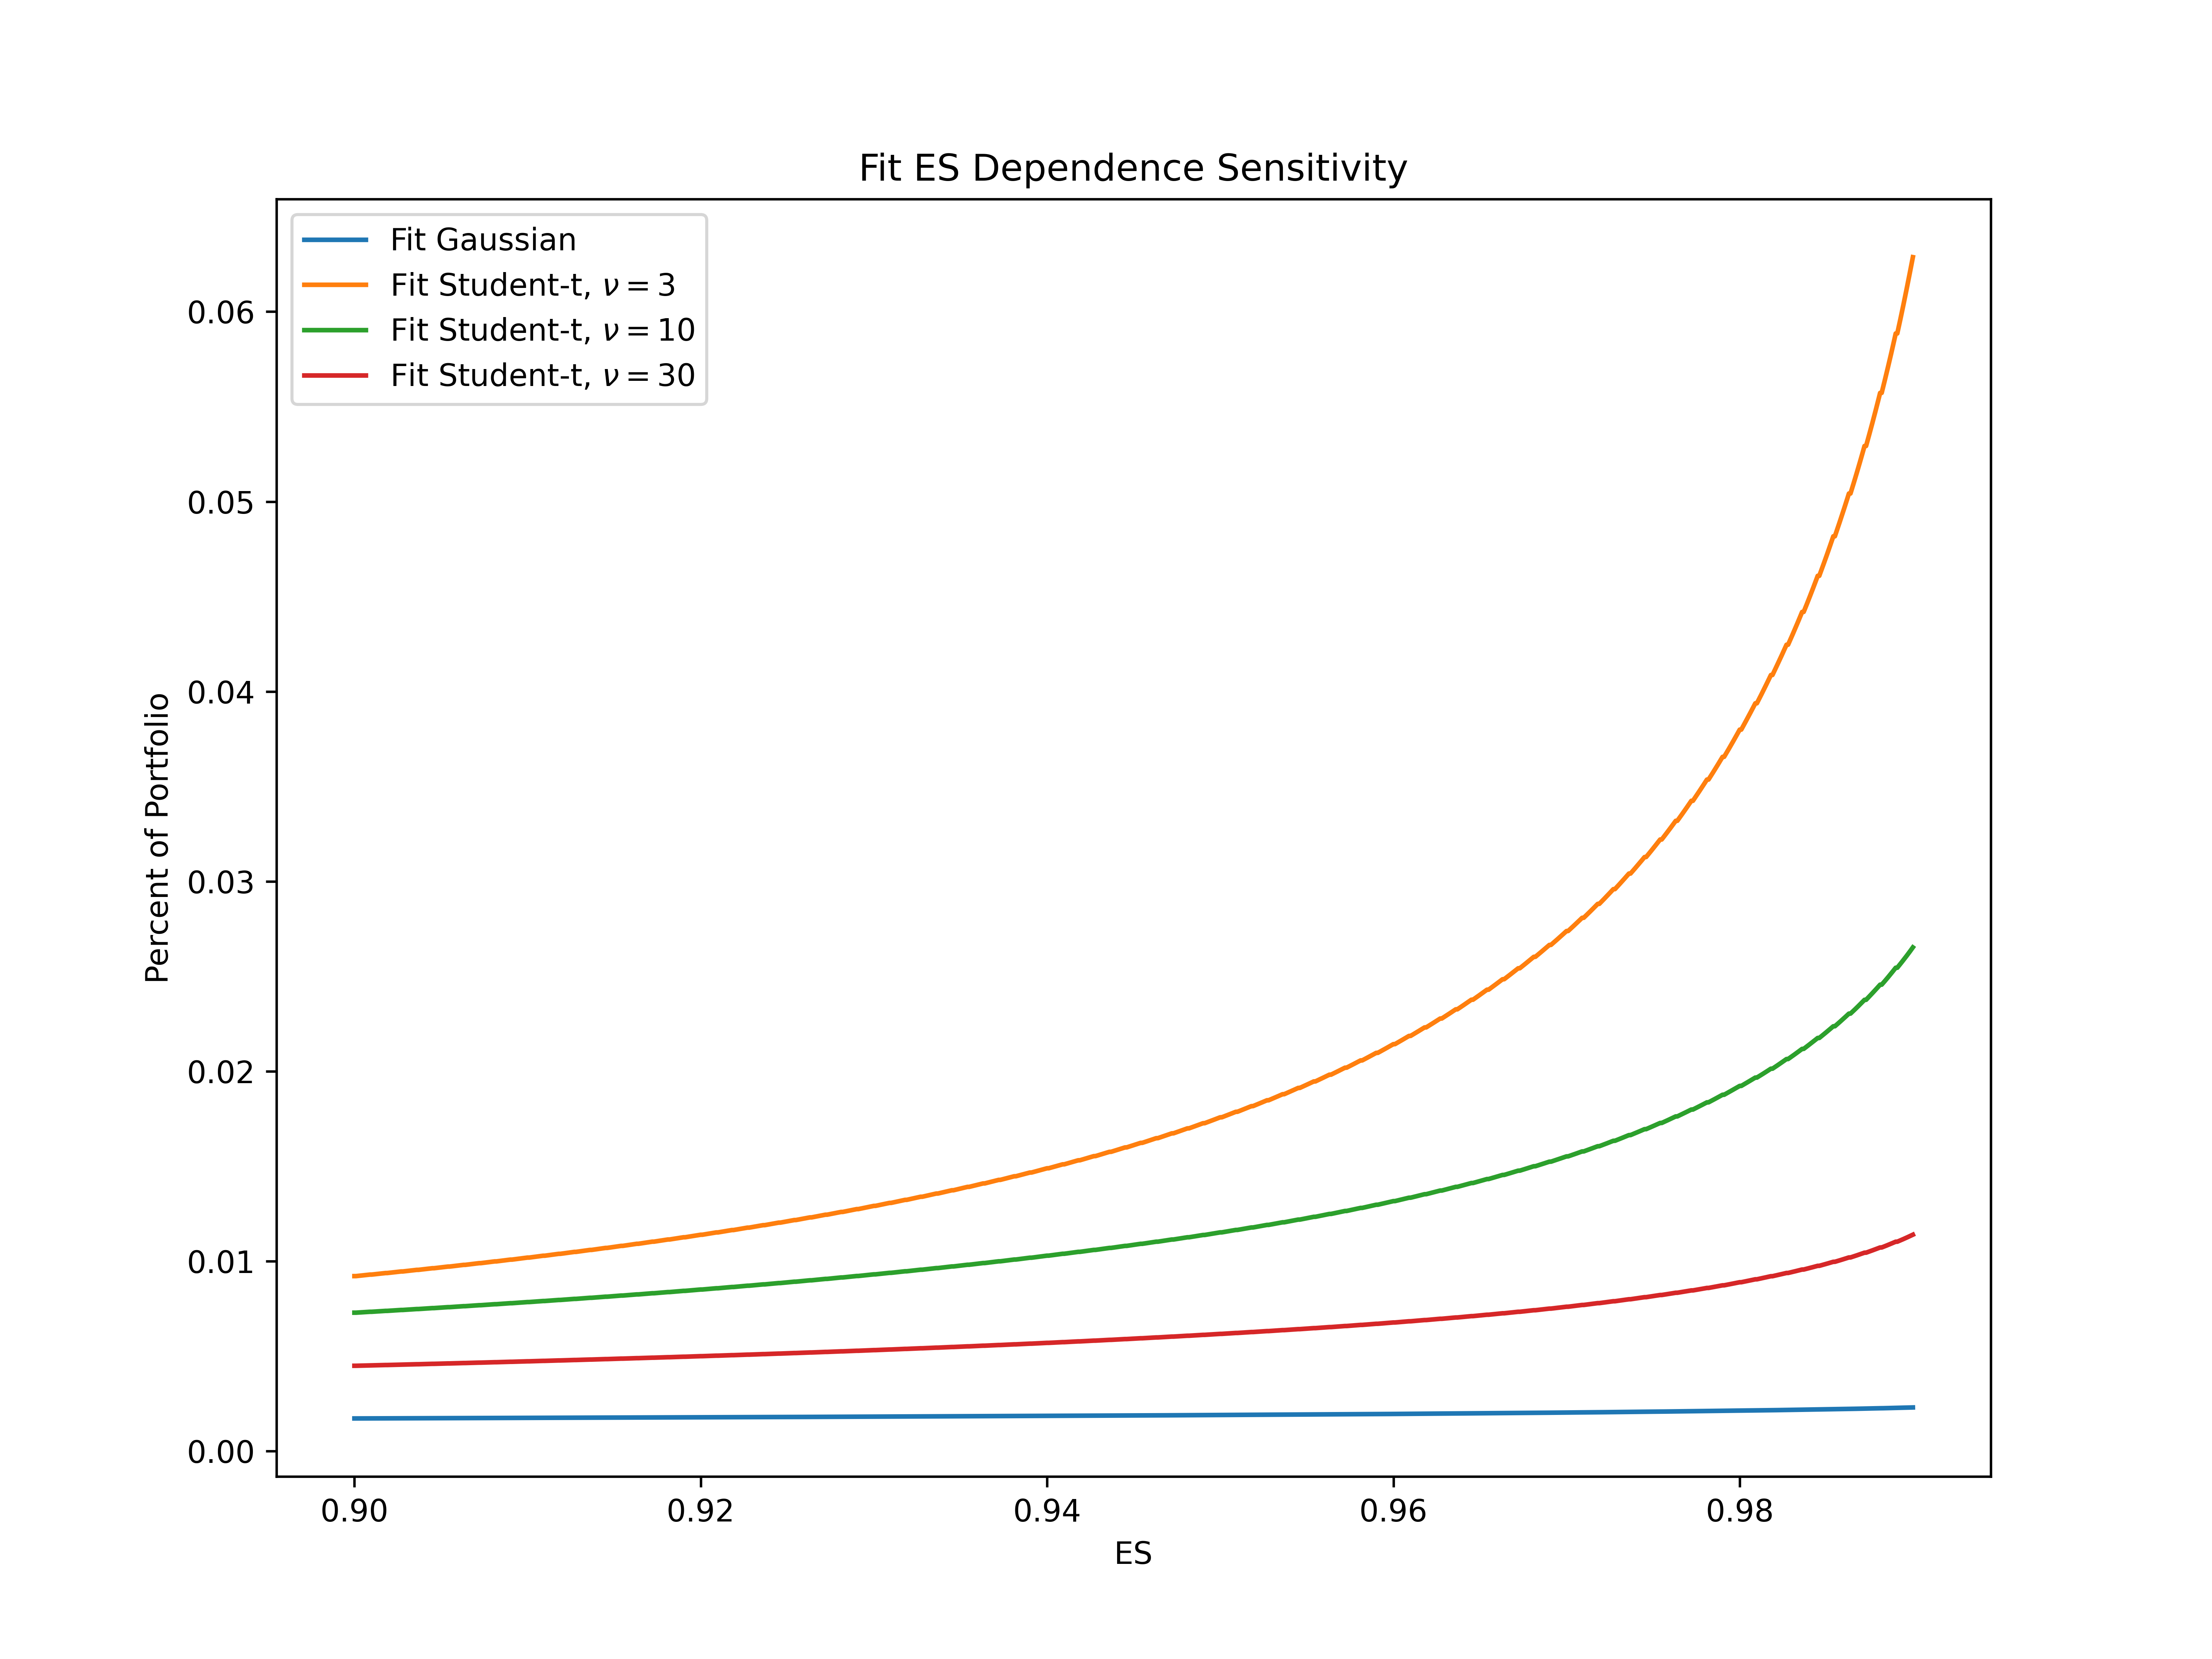 Fit ES Dependence Sensitivity
Fit Gaussian
Fit Student-t, ν = 3
Fit Student-t, ν = 10
Fit Student-t, ν = 30
Percent of Portfolio
0.06
0.05
0.04
0.03
0.02
0.01
0.00
0.90 0.92 0.94 0.96 0.98
ES